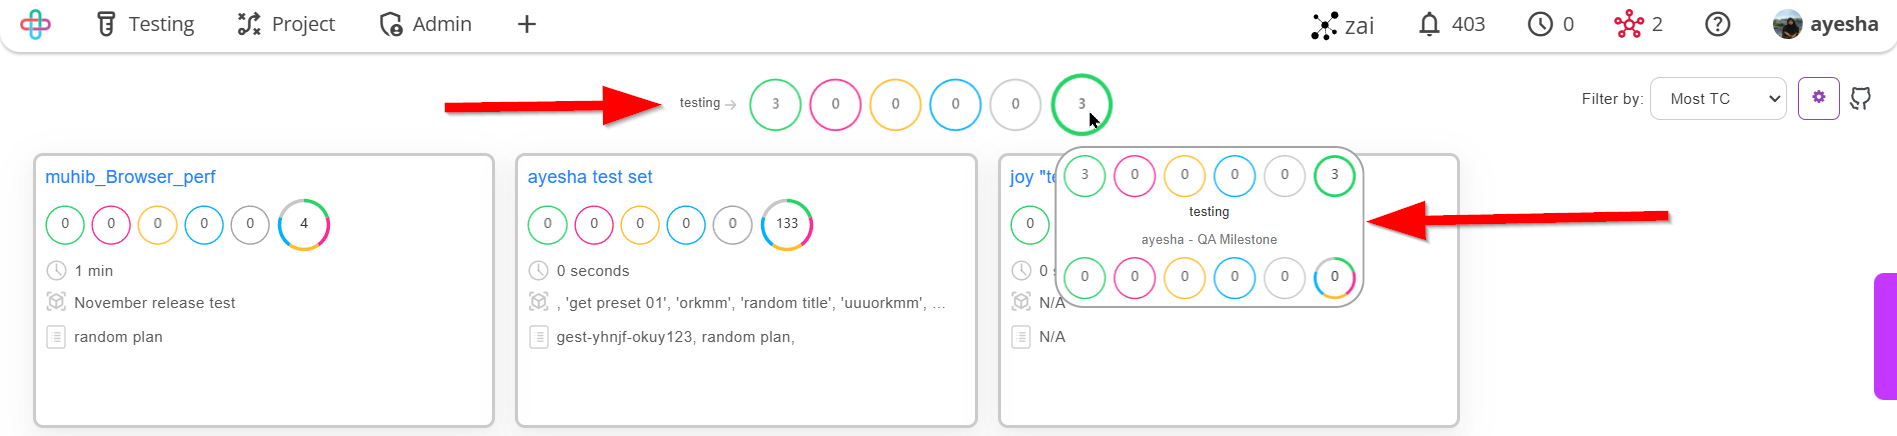 Testing Project Admin + zai 403 0 2 ? ayesha
testing → 3 0 0 0 0 3 Filter by: Most TC
muhib_Browser_perf
0 0 0 0 0 4
1 min
November release test
random plan
ayesha test set
0 0 0 0 0 133
0 seconds
, 'get preset 01', 'orkmm', 'random title', 'uuuorkmm', ...
gest-yhnjf-okuy123, random plan,
joy "te
0
0 s
N/A
N/A
3 0 0 0 0 3
testing
ayesha - QA Milestone
0 0 0 0 0 0